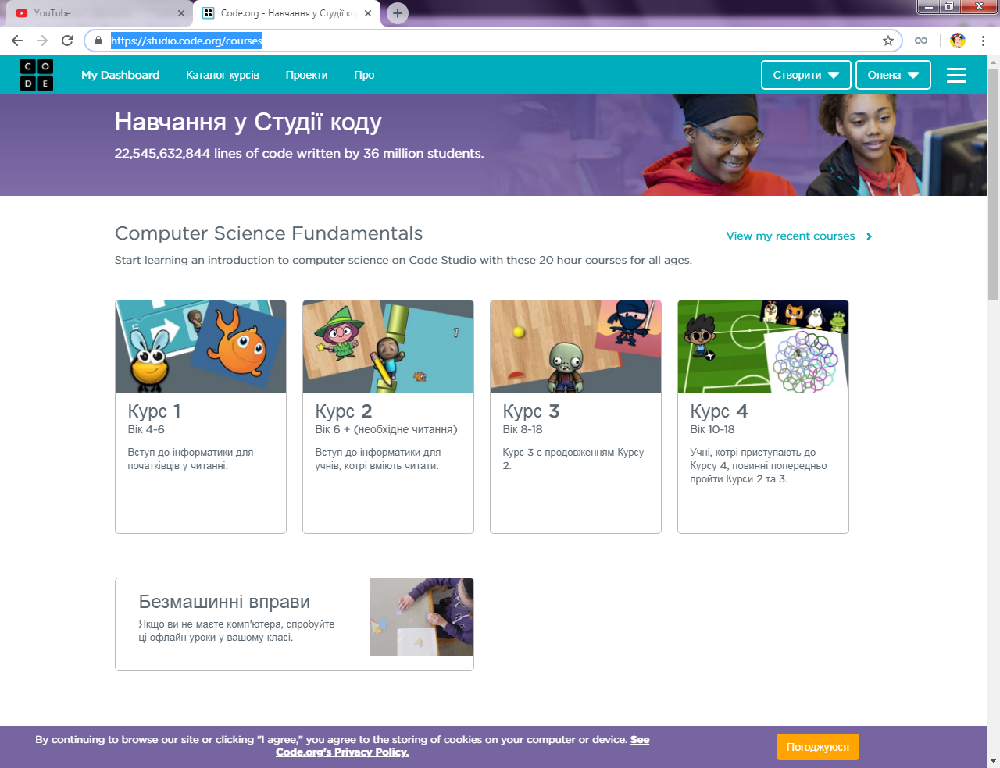 YouTube
Code.org - Навчання у Студії ко
https://studio.code.org/courses
C O
D E
My Dashboard
Каталог курсів
Проекти
Про
Створити
Олена
Навчання у Студії коду
22,545,632,844 lines of code written by 36 million students.
Computer Science Fundamentals
View my recent courses
Start learning an introduction to computer science on Code Studio with these 20 hour courses for all ages.
1
Курс 1
Вік 4-6
Вступ до інформатики для
початківців у читанні.
Курс 2
Вік 6 + (необхідне читання)
Вступ до інформатики для
учнів, котрі вміють читати.
Курс 3
Вік 8-18
Курс 3 є продовженням Курсу
2.
Курс 4
Вік 10-18
Учні, котрі приступають до
Курсу 4, повинні попередньо
пройти Курси 2 та 3.
Безмашинні вправи
Якщо ви не маєте комп'ютера, спробуйте
ці офлайн уроки у вашому класі.
By continuing to browse our site or clicking "I agree," you agree to the storing of cookies on your computer or device. See
Code.org's Privacy Policy.
Погоджуюся